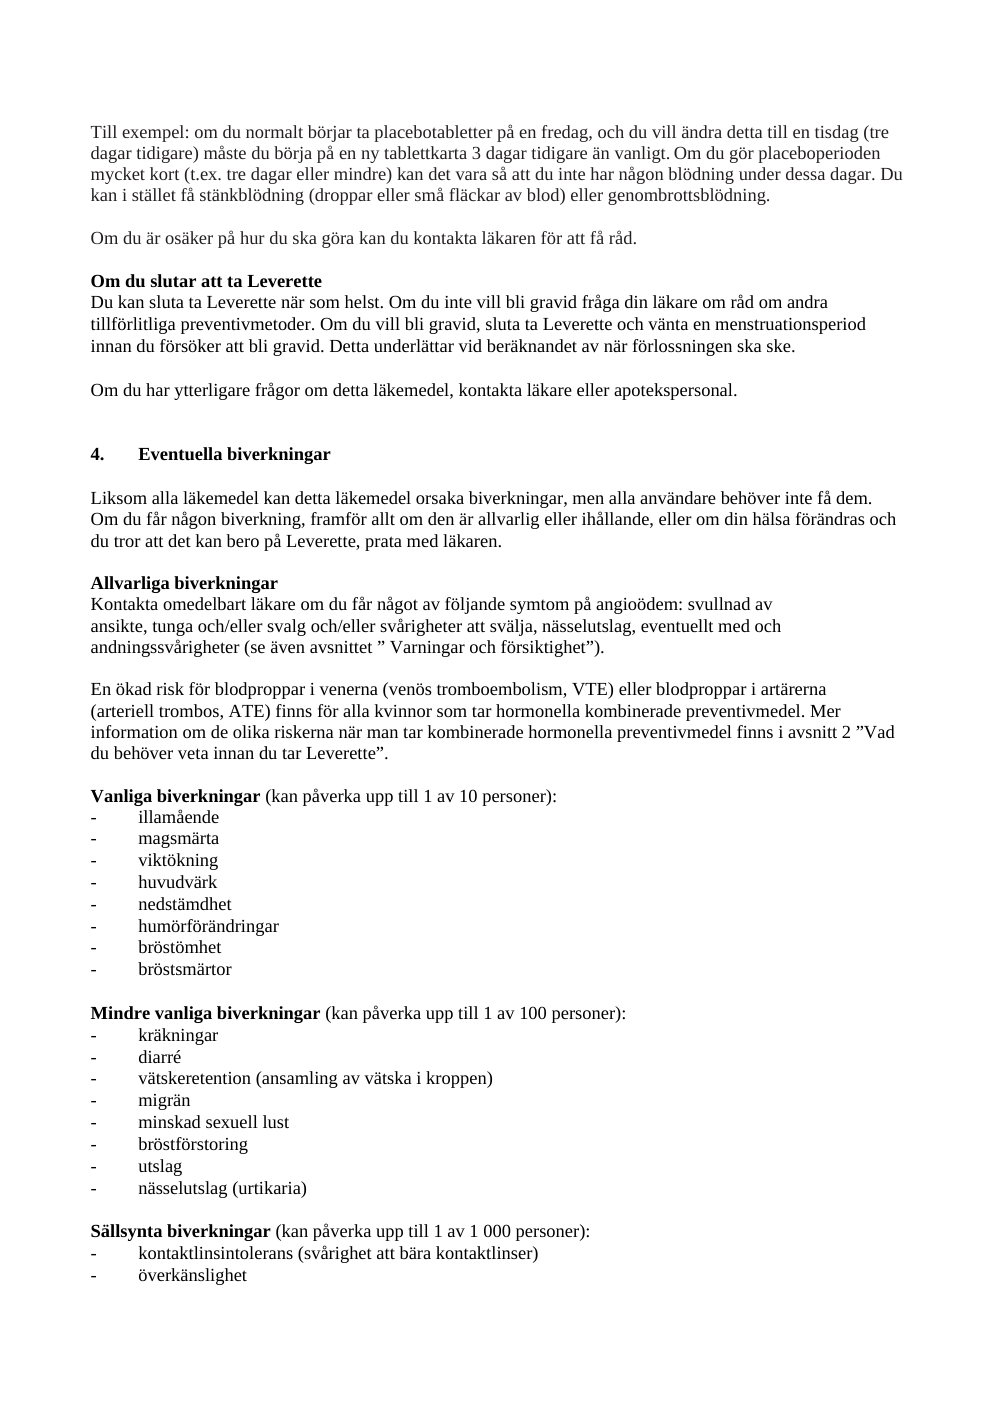 Till exempel: om du normalt börjar ta placebotabletter på en fredag, och du vill ändra detta till en tisdag (tre
dagar tidigare) måste du börja på en ny tablettkarta 3 dagar tidigare än vanligt. Om du gör placeboperioden
mycket kort (t.ex. tre dagar eller mindre) kan det vara så att du inte har någon blödning under dessa dagar. Du
kan i stället få stänkblödning (droppar eller små fläckar av blod) eller genombrottsblödning.
Om du är osäker på hur du ska göra kan du kontakta läkaren för att få råd.
Om du slutar att ta Leverette
Du kan sluta ta Leverette när som helst. Om du inte vill bli gravid fråga din läkare om råd om andra
tillförlitliga preventivmetoder. Om du vill bli gravid, sluta ta Leverette och vänta en menstruationsperiod
innan du försöker att bli gravid. Detta underlättar vid beräknandet av när förlossningen ska ske.
Om du har ytterligare frågor om detta läkemedel, kontakta läkare eller apotekspersonal.
4. Eventuella biverkningar
Liksom alla läkemedel kan detta läkemedel orsaka biverkningar, men alla användare behöver inte få dem.
Om du får någon biverkning, framför allt om den är allvarlig eller ihållande, eller om din hälsa förändras och
du tror att det kan bero på Leverette, prata med läkaren.
Allvarliga biverkningar
Kontakta omedelbart läkare om du får något av följande symtom på angioödem: svullnad av
ansikte, tunga och/eller svalg och/eller svårigheter att svälja, nässelutslag, eventuellt med och
andningssvårigheter (se även avsnittet ” Varningar och försiktighet”).
En ökad risk för blodproppar i venerna (venös tromboembolism, VTE) eller blodproppar i artärerna
(arteriell trombos, ATE) finns för alla kvinnor som tar hormonella kombinerade preventivmedel. Mer
information om de olika riskerna när man tar kombinerade hormonella preventivmedel finns i avsnitt 2 ”Vad
du behöver veta innan du tar Leverette”.
Vanliga biverkningar (kan påverka upp till 1 av 10 personer):
- illamående
- magsmärta
- viktökning
- huvudvärk
- nedstämdhet
- humörförändringar
- bröstömhet
- bröstsmärtor
Mindre vanliga biverkningar (kan påverka upp till 1 av 100 personer):
- kräkningar
- diarré
- vätskeretention (ansamling av vätska i kroppen)
- migrän
- minskad sexuell lust
- bröstförstoring
- utslag
- nässelutslag (urtikaria)
Sällsynta biverkningar (kan påverka upp till 1 av 1 000 personer):
- kontaktlinsintolerans (svårighet att bära kontaktlinser)
- överkänslighet